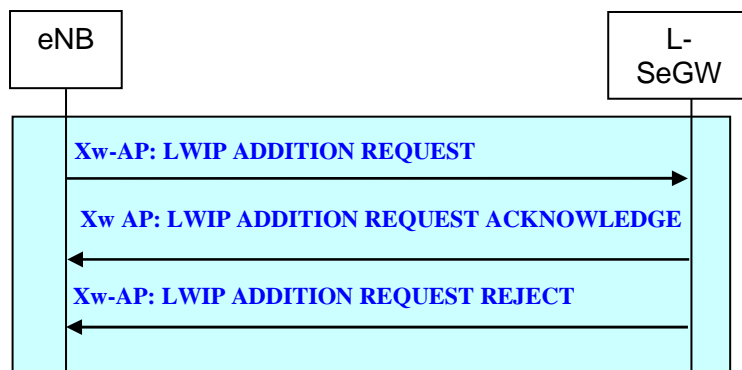 eNB
L-
SeGW
Xw-AP: LWIP ADDITION REQUEST
Xw AP: LWIP ADDITION REQUEST ACKNOWLEDGE
Xw-AP: LWIP ADDITION REQUEST REJECT